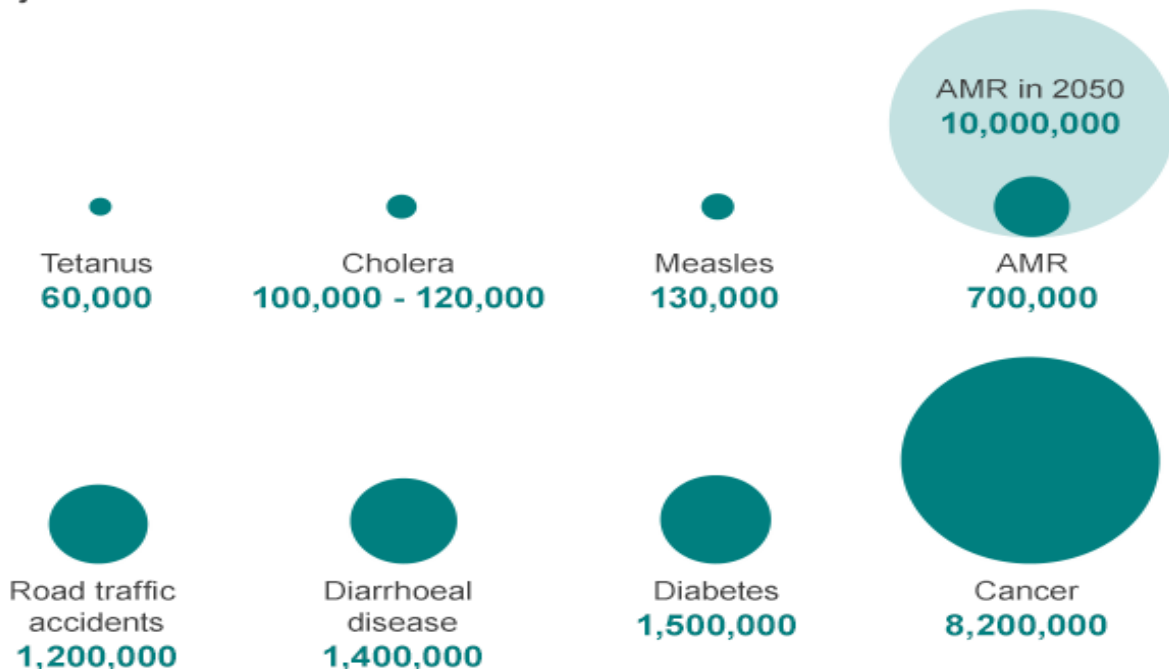 AMR in 2050
10,000,000
Tetanus
60,000
Cholera
100,000 - 120,000
Measles
130,000
AMR
700,000
Road traffic
accidents
1,200,000
Diarrhoeal
disease
1,400,000
Diabetes
1,500,000
Cancer
8,200,000